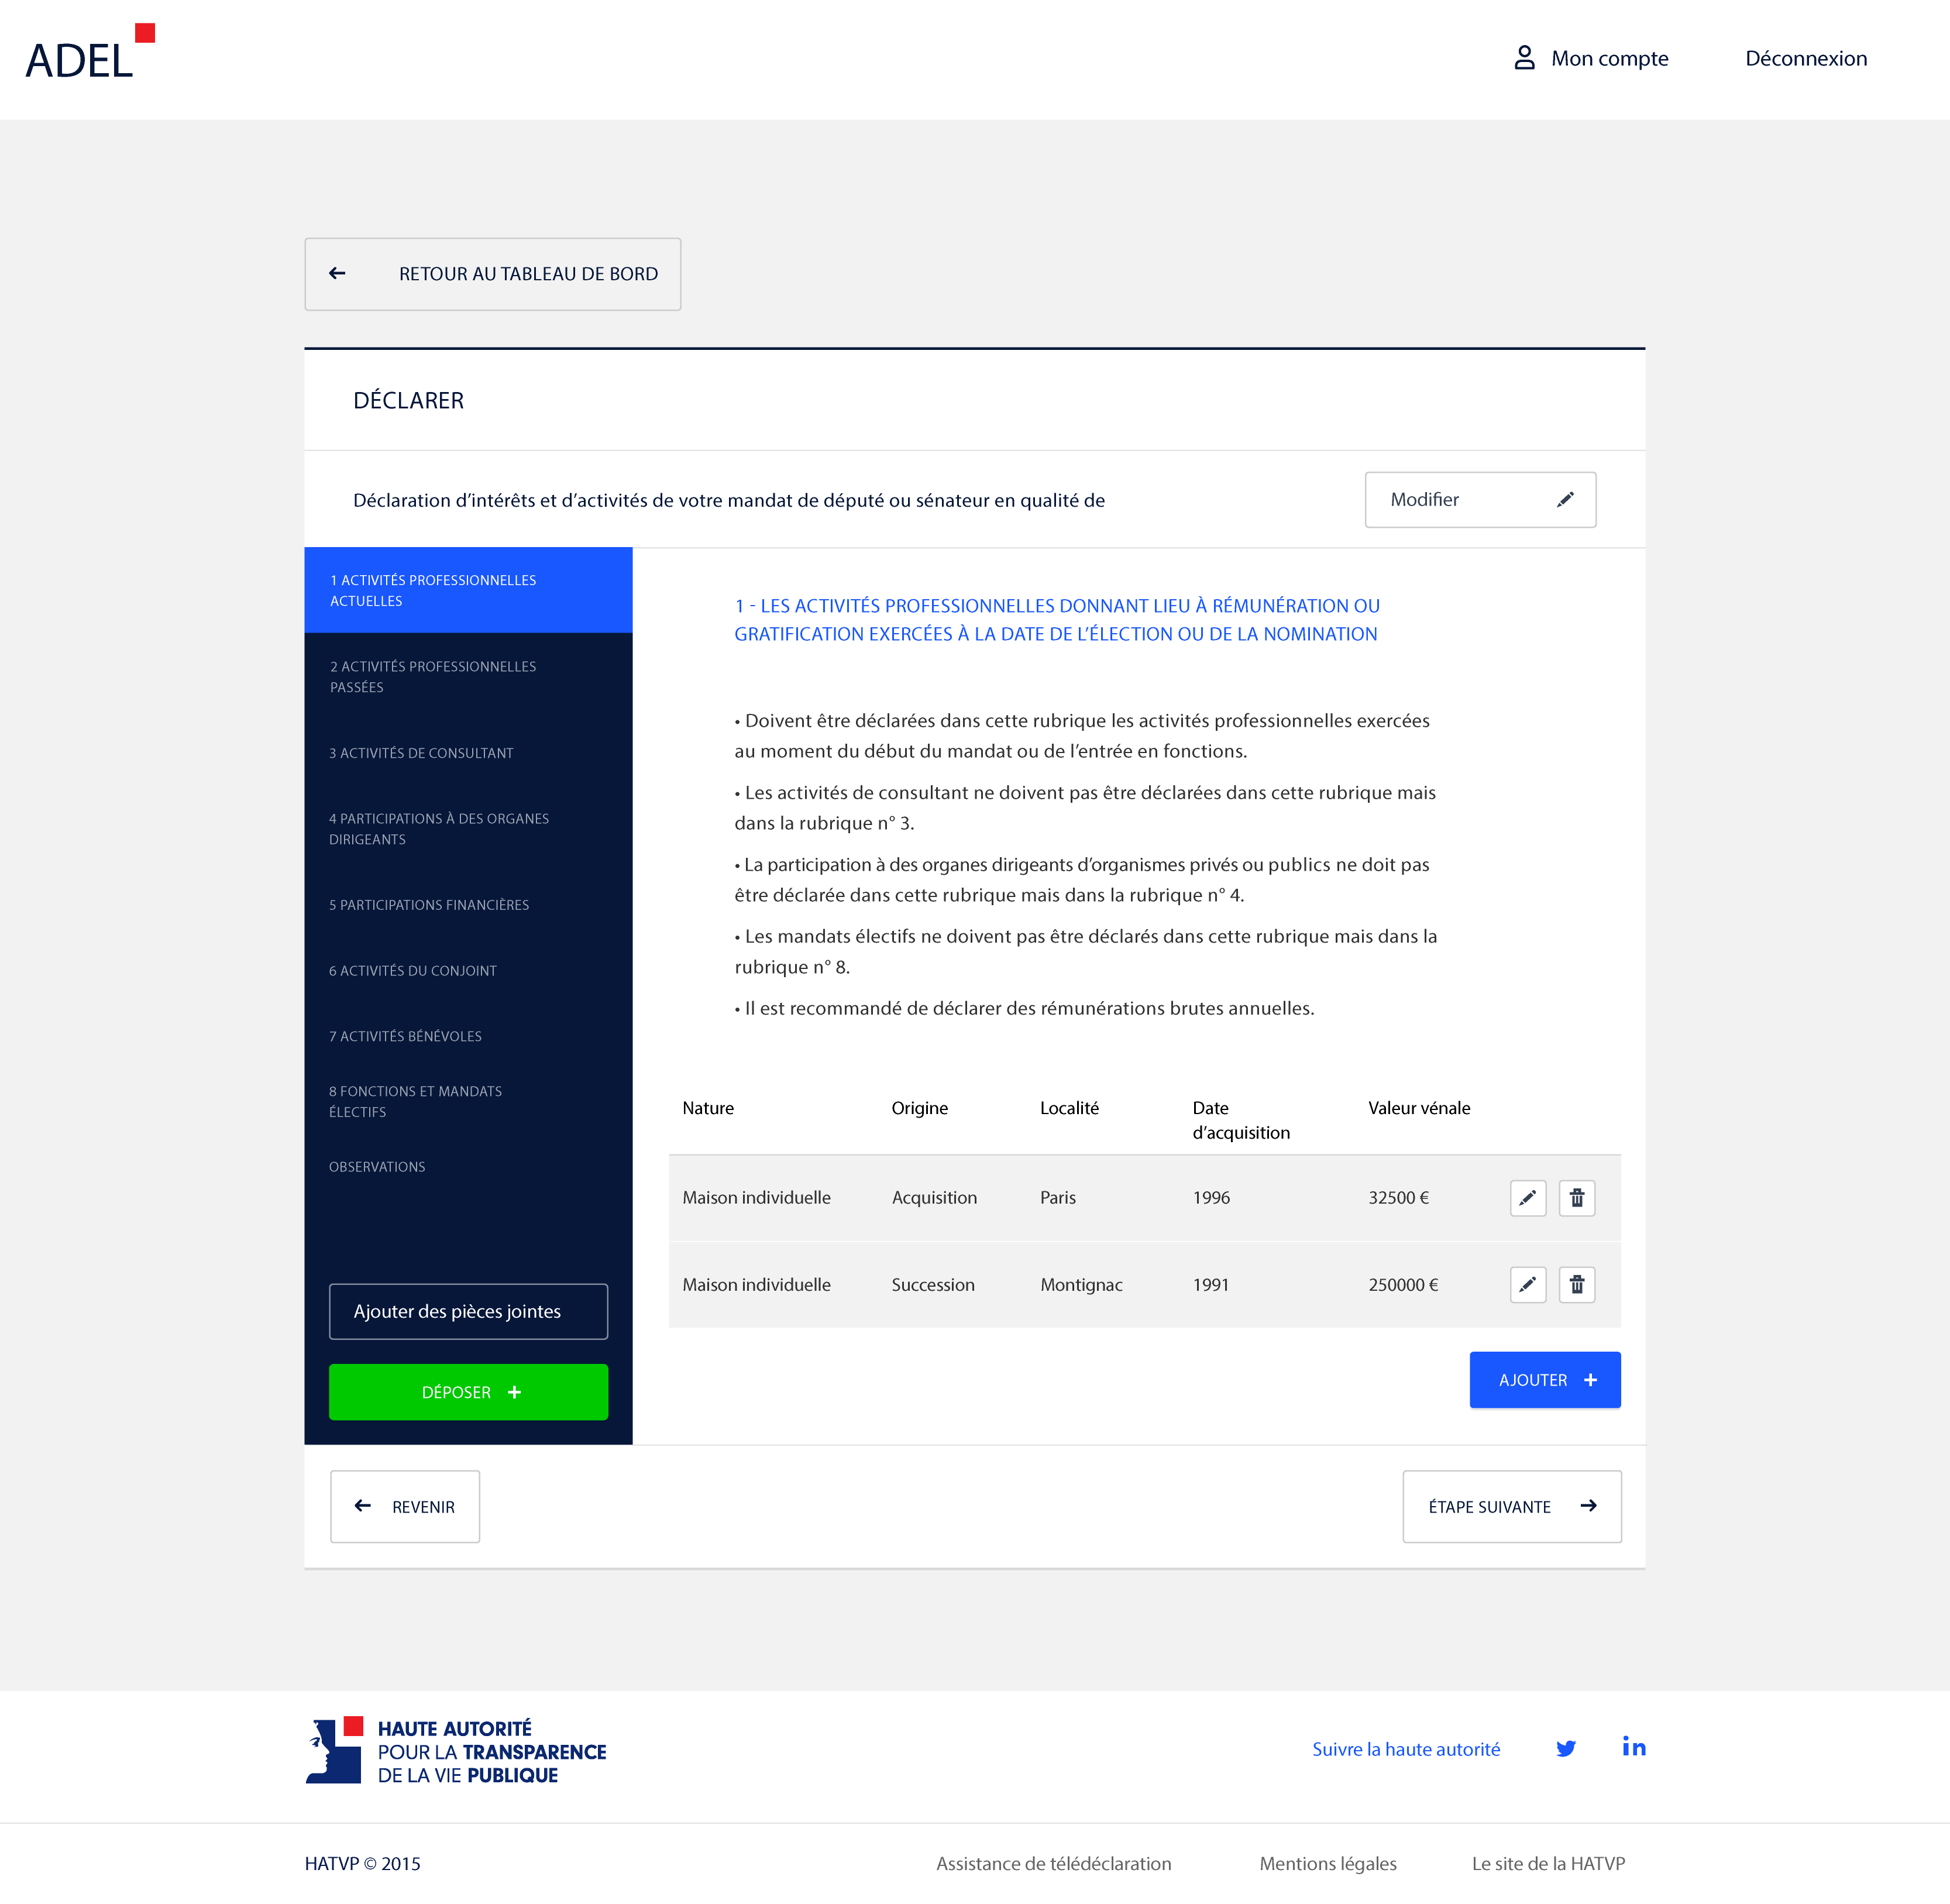 ADEL
Mon compte
Déconnexion
RETOUR AU TABLEAU DE BORD
DÉCLARER
Déclaration d’intérêts et d’activités de votre mandat de député ou sénateur en qualité de
Modifier
1 ACTIVITÉS PROFESSIONNELLES
ACTUELLES
2 ACTIVITÉS PROFESSIONNELLES
PASSÉES
3 ACTIVITÉS DE CONSULTANT
4 PARTICIPATIONS À DES ORGANES
DIRIGEANTS
5 PARTICIPATIONS FINANCIÈRES
6 ACTIVITÉS DU CONJOINT
7 ACTIVITÉS BÉNÉVOLES
8 FONCTIONS ET MANDATS
ÉLECTIFS
OBSERVATIONS
Ajouter des pièces jointes
DÉPOSER
1 - LES ACTIVITÉS PROFESSIONNELLES DONNANT LIEU À RÉMUNÉRATION OU
GRATIFICATION EXERCÉES À LA DATE DE L’ÉLECTION OU DE LA NOMINATION
• Doivent être déclarées dans cette rubrique les activités professionnelles exercées
au moment du début du mandat ou de l’entrée en fonctions.
• Les activités de consultant ne doivent pas être déclarées dans cette rubrique mais
dans la rubrique n° 3.
• La participation à des organes dirigeants d’organismes privés ou publics ne doit pas
être déclarée dans cette rubrique mais dans la rubrique n° 4.
• Les mandats électifs ne doivent pas être déclarés dans cette rubrique mais dans la
rubrique n° 8.
• Il est recommandé de déclarer des rémunérations brutes annuelles.
Nature Origine Localité Date Valeur vénale
d’acquisition
Maison individuelle Acquisition Paris 1996 32500 €
Maison individuelle Succession Montignac 1991 250000 €
AJOUTER
REVENIR
ÉTAPE SUIVANTE
HAUTE AUTORITÉ
POUR LA TRANSPARENCE
DE LA VIE PUBLIQUE
Suivre la haute autorité
in
HATVP © 2015
Assistance de télédéclaration
Mentions légales
Le site de la HATVP